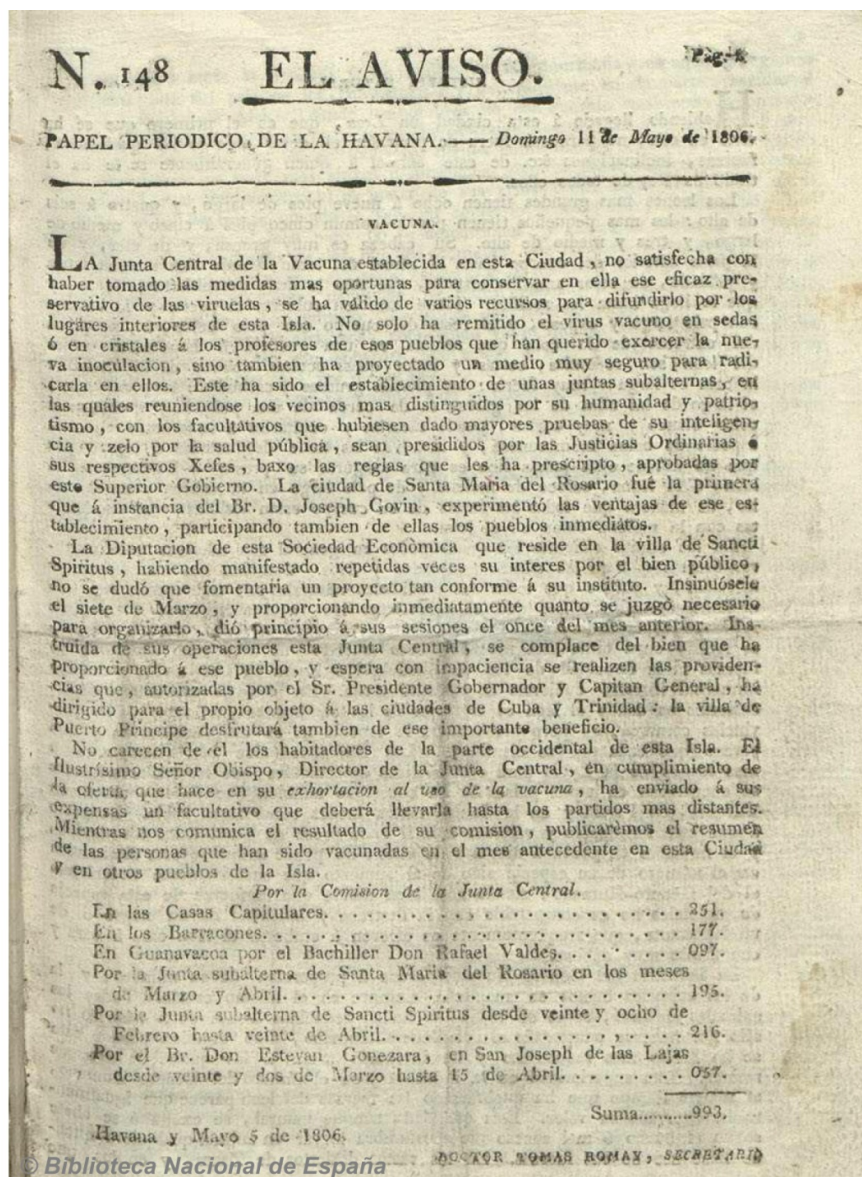 N. 148 EL AVISO. Pág. 1
PAPEL PERIODICO DE LA HAVANA.—— Domingo 11 de Mayo de 1806.
VACUNA.
LA Junta Central de la Vacuna establecida en esta Ciudad, no satisfecha con
haber tomado las medidas mas oportunas para conservar en ella ese eficaz pre-
servativo de las viruelas, se ha válido de varios recursos para difundirlo por los
lugáres interiores de esta Isla. No solo ha remitido el virus vacuno en sedas
ó en cristales á los profesores de esos pueblos que han querido exercer la nue-
va inoculacion, sino tambien ha proyectado un medio muy seguro para radi-
carla en ellos. Este ha sido el establecimiento de unas juntas subalternas, en
las quales reuniendose los vecinos mas distinguidos por su humanidad y patrio-
tismo, con los facultativos que hubiesen dado mayores pruebas de su inteligen-
cia y zelo por la salud pública, sean presididos por las Justicias Ordinarias ó
sus respectivos Xefes, baxo las reglas que les ha prescripto, aprobadas por
este Superior Gobierno. La ciudad de Santa Maria del Rosario fué la primera
que á instancia del Br. D. Joseph Govin, experimentó las ventajas de ese es-
tablecimiento, participando tambien de ellas los pueblos inmediatos.
La Diputacion de esta Sociedad Econòmica que reside en la villa de Sancti
Spiritus, habiendo manifestado repetidas veces su interes por el bien público,
no se dudó que fomentaria un proyecto tan conforme á su instituto. Insinuósele
el siete de Marzo, y proporcionando inmediatamente quanto se juzgó necesario
para organizarlo, dió principio á sus sesiones el once del mes anterior. Ins-
truida de sus operaciones esta Junta Central, se complace del bien que ha
proporcionado á ese pueblo, y espera con impaciencia se realizen las providen-
cias que, autorizadas por el Sr. Presidente Gobernador y Capitan General, ha
dirigido para el propio objeto á las ciudades de Cuba y Trinidad: la villa de
Puerto Principe desfrutará tambien de ese importante beneficio.
No carecen de él los habitadores de la parte occidental de esta Isla. El
Ilustrísimo Señor Obispo, Director de la Junta Central, en cumplimiento de
la oferta que hace en su exhortacion al uso de la vacuna, ha enviado á sus
expensas un facultativo que deberá llevarla hasta los partidos mas distantes.
Mientras nos comunica el resultado de su comision, publicarémos el resumen
de las personas que han sido vacunadas en el mes antecedente en esta Ciudad
y en otros pueblos de la Isla.
Por la Comision de la Junta Central.
En las Casas Capitulares. . . . . . . . . . . . . . . . . . . . . . . 251.
En los Barracones. . . . . . . . . . . . . . . . . . . . . . . . . . . 177.
En Guanavacoa por el Bachiller Don Rafael Valdes. . . . . . . . 097.
Por la Junta subalterna de Santa Maria del Rosario en los meses
de Marzo y Abril. . . . . . . . . . . . . . . . . . . . . . . . . . . 195.
Por la Junta subalterna de Sancti Spiritus desde veinte y ocho de
Febrero hasta veinte de Abril. . . . . . . . . . . . . . . . . . . . 216.
Por el Br. Don Estevan Gonezara, en San Joseph de las Lajas
desde veinte y dos de Marzo hasta 15 de Abril. . . . . . . . . 057.
Suma..........993.
Havana y Mayo 5 de 1806.
DOCTOR TOMAS ROMAY, SECRETARIO
© Biblioteca Nacional de España